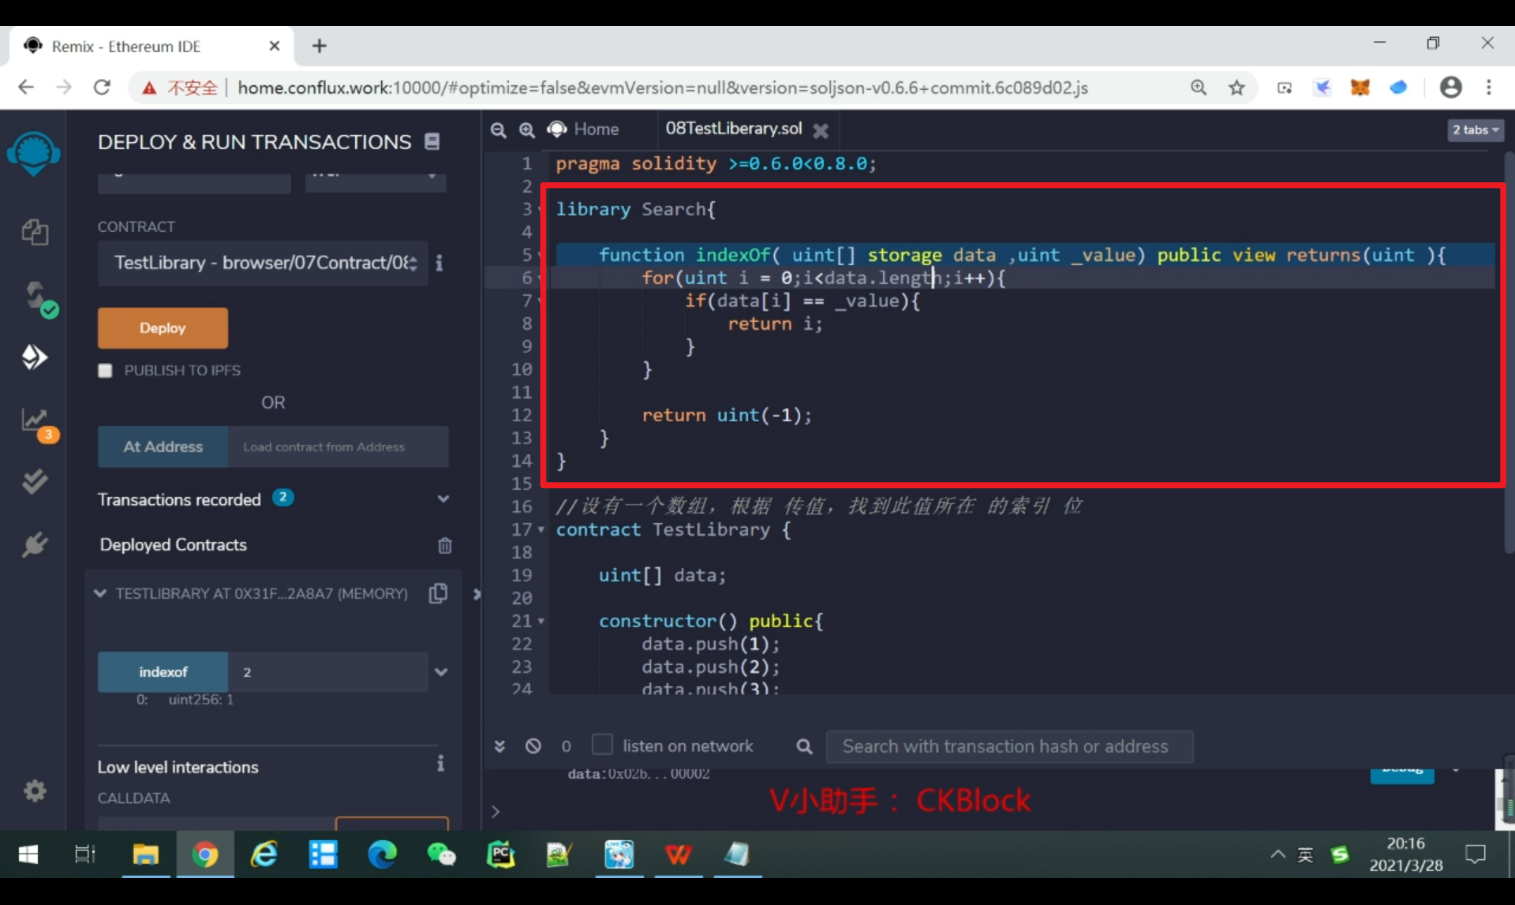 Remix - Ethereum IDE
不安全 | home.conflux.work:10000/#optimize=false&evmVersion=null&version=soljson-v0.6.6+commit.6c089d02.js
DEPLOY & RUN TRANSACTIONS
CONTRACT
TestLibrary - browser/07Contract/08
i
Deploy
PUBLISH TO IPFS
OR
At Address
Load contract from Address
3
Transactions recorded 2
Deployed Contracts
TESTLIBRARY AT 0X31F...2A8A7 (MEMORY)
indexof
2
0: uint256: 1
Low level interactions
i
CALLDATA
Home
08TestLiberary.sol
2 tabs
1 pragma solidity >=0.6.0<0.8.0;
2
3 library Search{
4
5 function indexOf( uint[] storage data ,uint _value) public view returns(uint ){
6 for(uint i = 0;i<data.length;i++){
7 if(data[i] == _value){
8 return i;
9 }
10 }
11
12 return uint(-1);
13 }
14 }
15
16 //设有一个数组，根据 传值，找到此值所在 的索引 位
17 contract TestLibrary {
18
19 uint[] data;
20
21 constructor() public{
22 data.push(1);
23 data.push(2);
24 data.push(3);
0
listen on network
Search with transaction hash or address
data:0x02b...00002
Debug
>
V小助手： CKBlock
英
20:16
2021/3/28